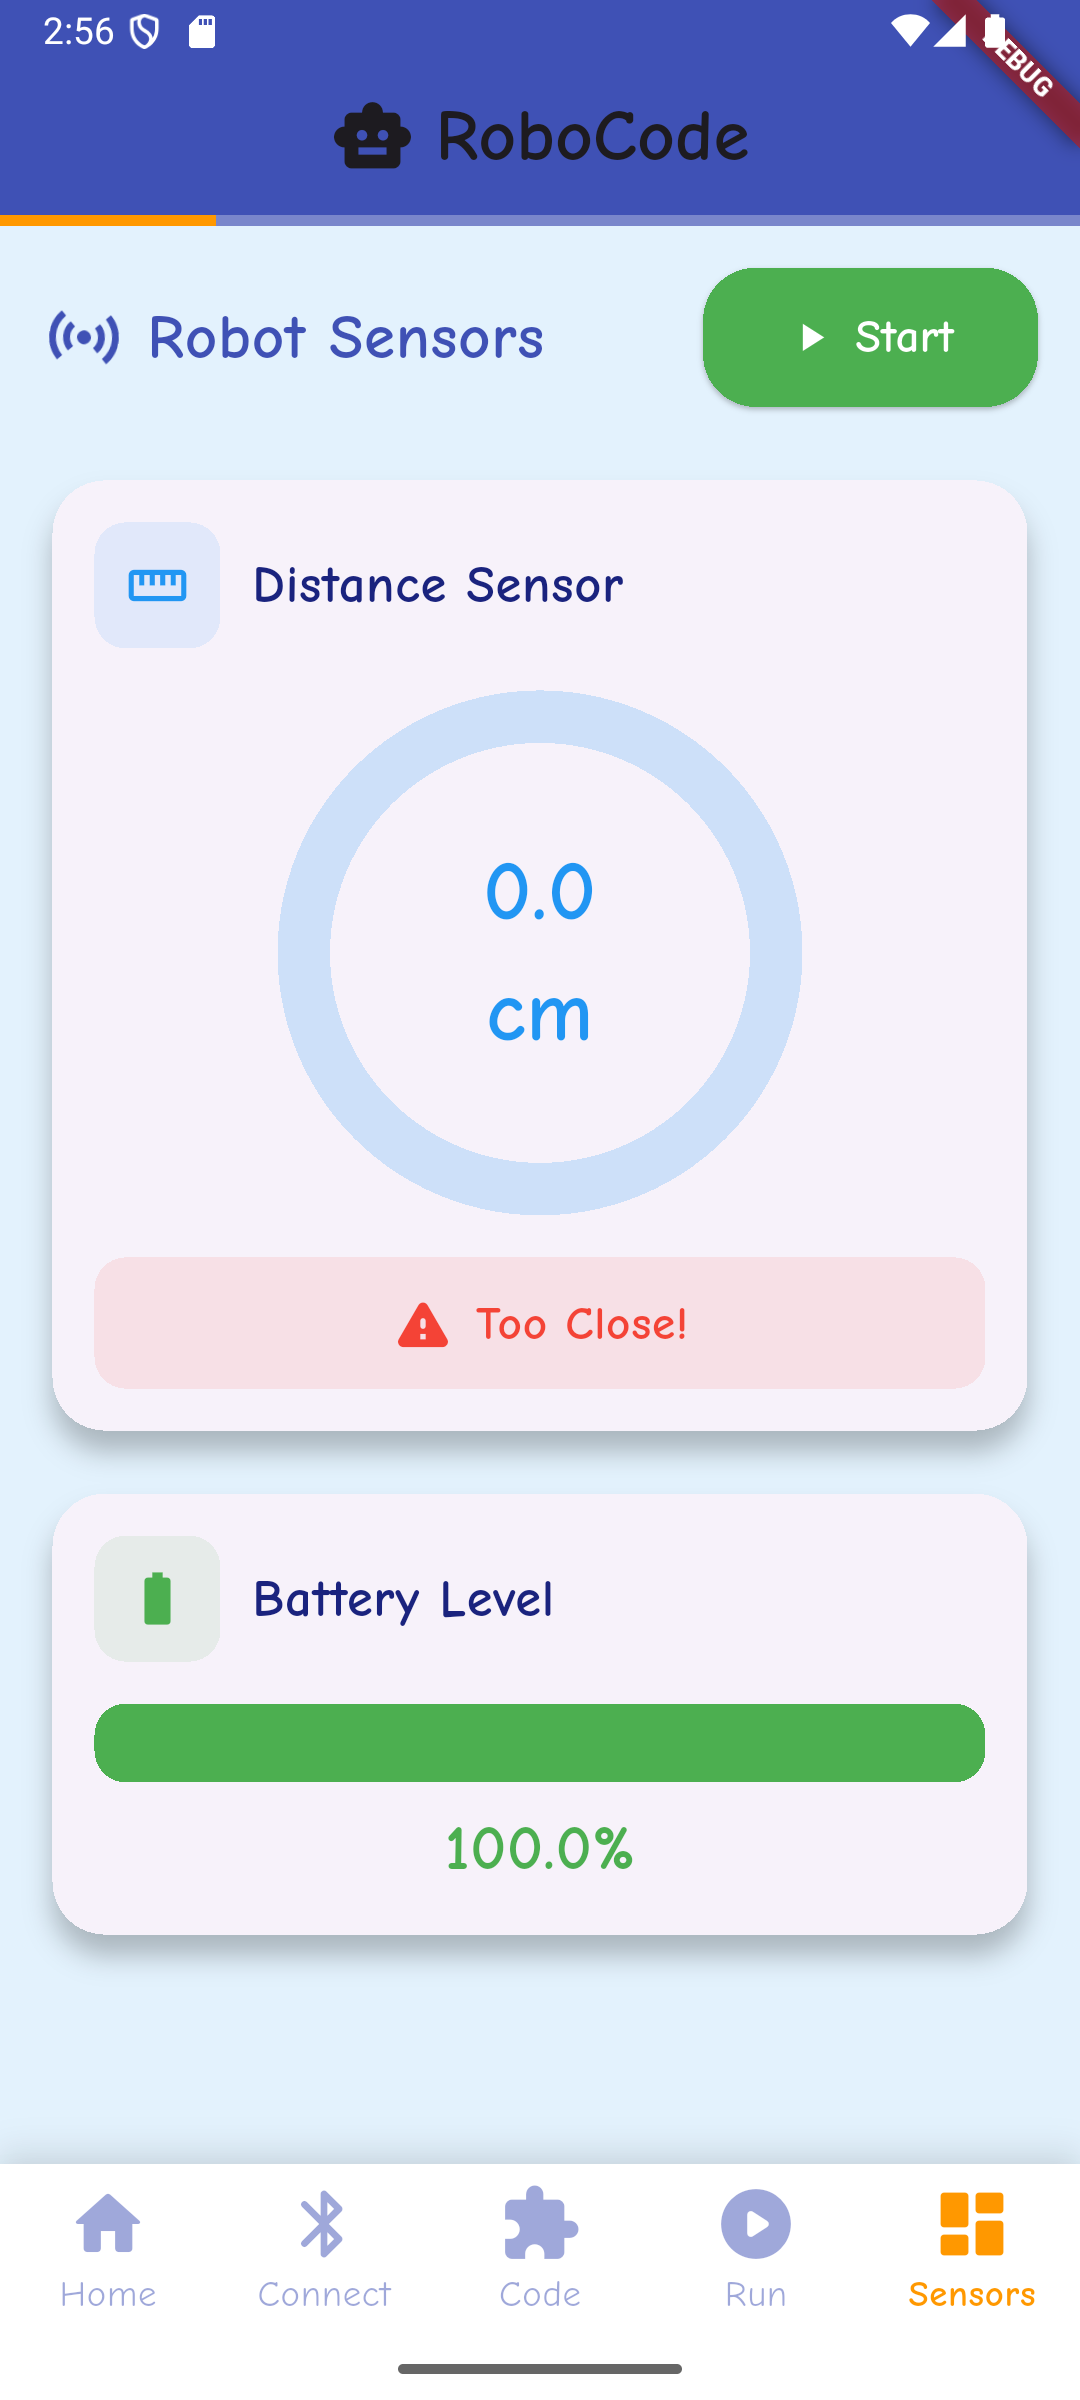 2:56
DEBUG
RoboCode
Robot Sensors
Start
Distance Sensor
0.0
cm
Too Close!
Battery Level
100.0%
Home
Connect
Code
Run
Sensors